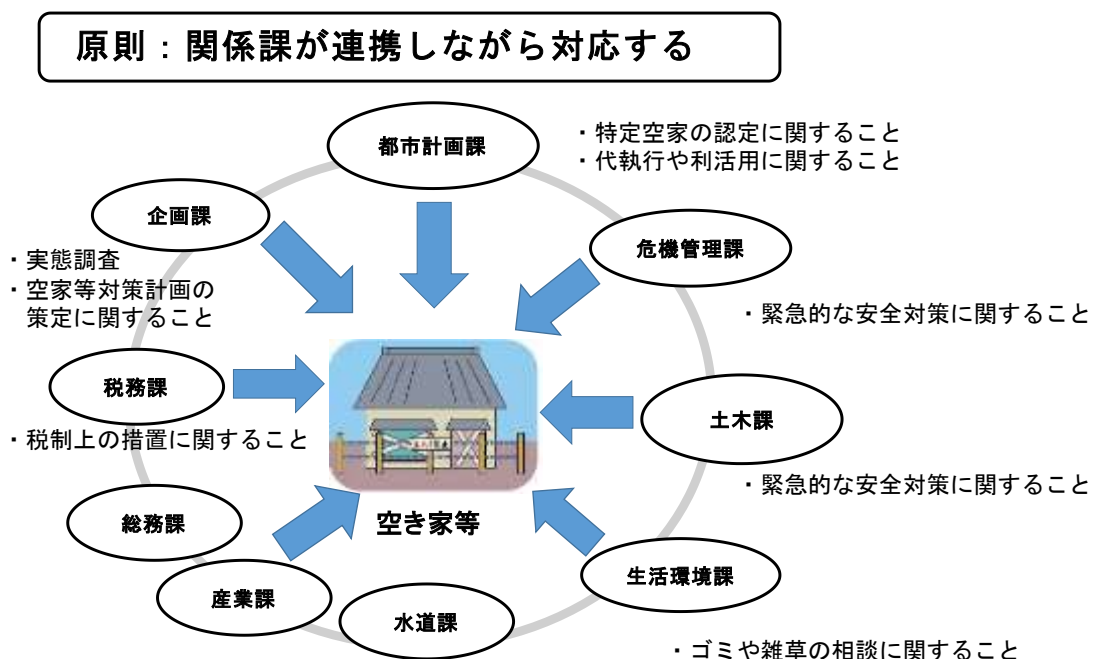 原則：関係課が連携しながら対応する
都市計画課
・特定空家の認定に関すること
・代執行や利活用に関すること
企画課
・実態調査
・空家等対策計画の
策定に関すること
危機管理課
・緊急的な安全対策に関すること
税務課
・税制上の措置に関すること
土木課
・緊急的な安全対策に関すること
空き家等
総務課
産業課
水道課
生活環境課
・ゴミや雑草の相談に関すること